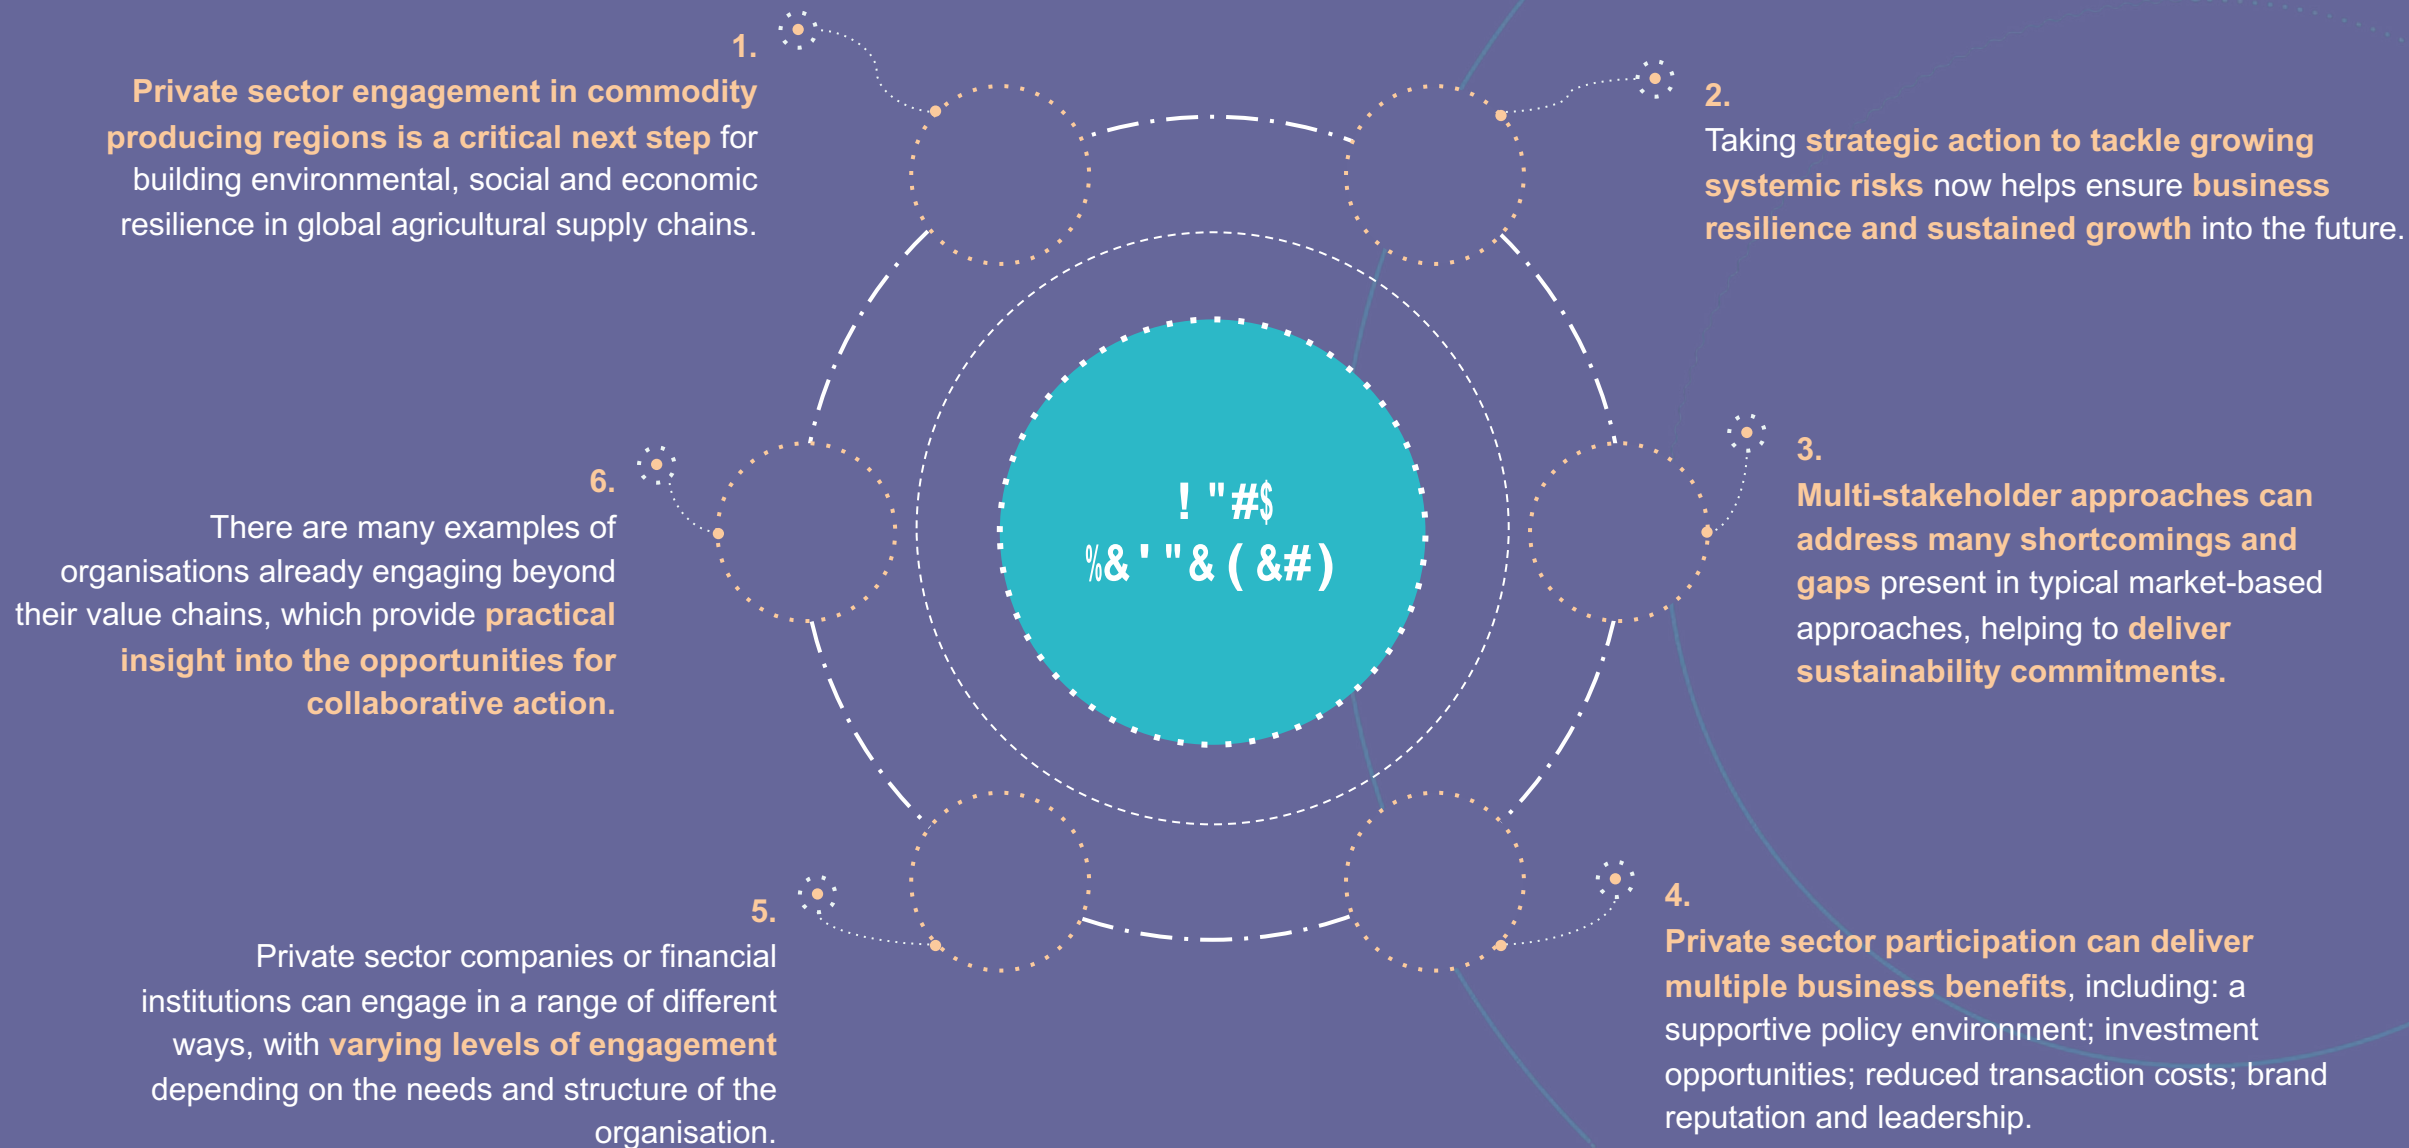 1.
Private sector engagement in commodity
producing regions is a critical next step for
building environmental, social and economic
resilience in global agricultural supply chains.
2.
Taking strategic action to tackle growing
systemic risks now helps ensure business
resilience and sustained growth into the future.
3.
Multi-stakeholder approaches can
address many shortcomings and
gaps present in typical market-based
approaches, helping to deliver
sustainability commitments.
4.
Private sector participation can deliver
multiple business benefits, including: a
supportive policy environment; investment
opportunities; reduced transaction costs; brand
reputation and leadership.
5.
Private sector companies or financial
institutions can engage in a range of different
ways, with varying levels of engagement
depending on the needs and structure of the
organisation.
6.
There are many examples of
organisations already engaging beyond
their value chains, which provide practical
insight into the opportunities for
collaborative action.
! "#$
%&'"&(&#)